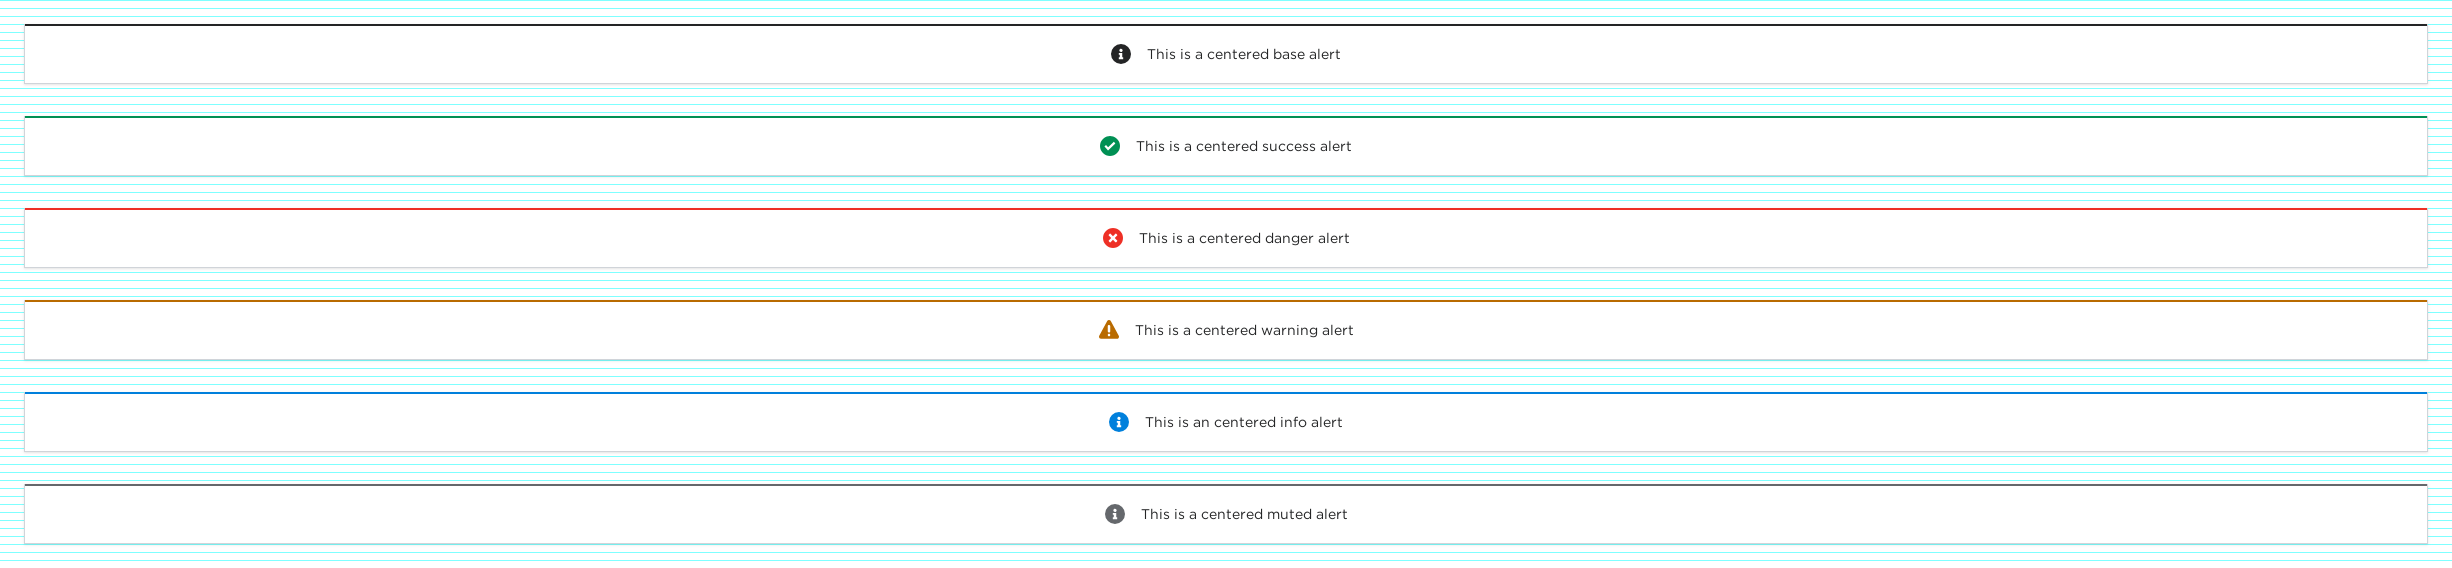 This is a centered base alert
This is a centered success alert
This is a centered danger alert
This is a centered warning alert
This is an centered info alert
This is a centered muted alert